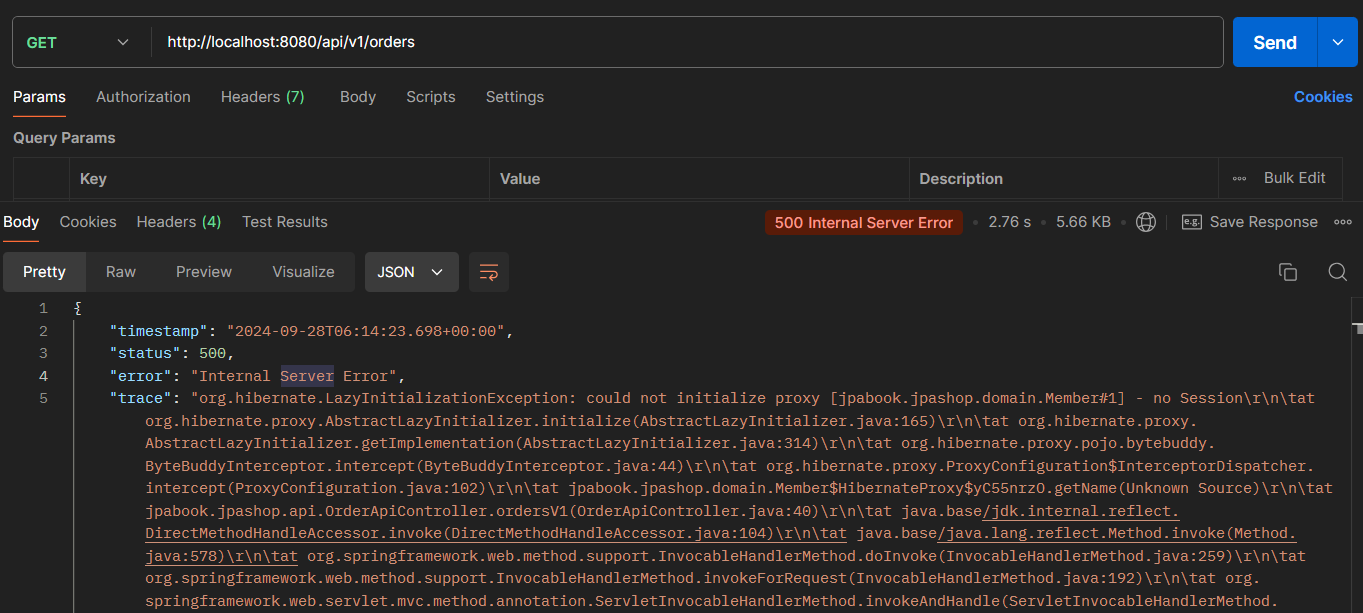 GET http://localhost:8080/api/v1/orders Send
Params Authorization Headers (7) Body Scripts Settings Cookies
Query Params
Key Value Description Bulk Edit
Body Cookies Headers (4) Test Results 500 Internal Server Error 2.76 s 5.66 KB e.g. Save Response
Pretty Raw Preview Visualize JSON
1 {
2 "timestamp": "2024-09-28T06:14:23.698+00:00",
3 "status": 500,
4 "error": "Internal Server Error",
5 "trace": "org.hibernate.LazyInitializationException: could not initialize proxy [jpabook.jpashop.domain.Member#1] - no Session\r\n\tat
org.hibernate.proxy.AbstractLazyInitializer.initialize(AbstractLazyInitializer.java:165)\r\n\tat org.hibernate.proxy.
AbstractLazyInitializer.getImplementation(AbstractLazyInitializer.java:314)\r\n\tat org.hibernate.proxy.pojo.bytebuddy.
ByteBuddyInterceptor.intercept(ByteBuddyInterceptor.java:44)\r\n\tat org.hibernate.proxy.ProxyConfiguration$InterceptorDispatcher.
intercept(ProxyConfiguration.java:102)\r\n\tat jpabook.jpashop.domain.Member$HibernateProxy$yC55nrzO.getName(Unknown Source)\r\n\tat
jpabook.jpashop.api.OrderApiController.ordersV1(OrderApiController.java:40)\r\n\tat java.base/jdk.internal.reflect.
DirectMethodHandleAccessor.invoke(DirectMethodHandleAccessor.java:104)\r\n\tat java.base/java.lang.reflect.Method.invoke(Method.
java:578)\r\n\tat org.springframework.web.method.support.InvocableHandlerMethod.doInvoke(InvocableHandlerMethod.java:259)\r\n\tat
org.springframework.web.method.support.InvocableHandlerMethod.invokeForRequest(InvocableHandlerMethod.java:192)\r\n\tat org.
springframework.web.servlet.mvc.method.annotation.ServletInvocableHandlerMethod.invokeAndHandle(ServletInvocableHandlerMethod.